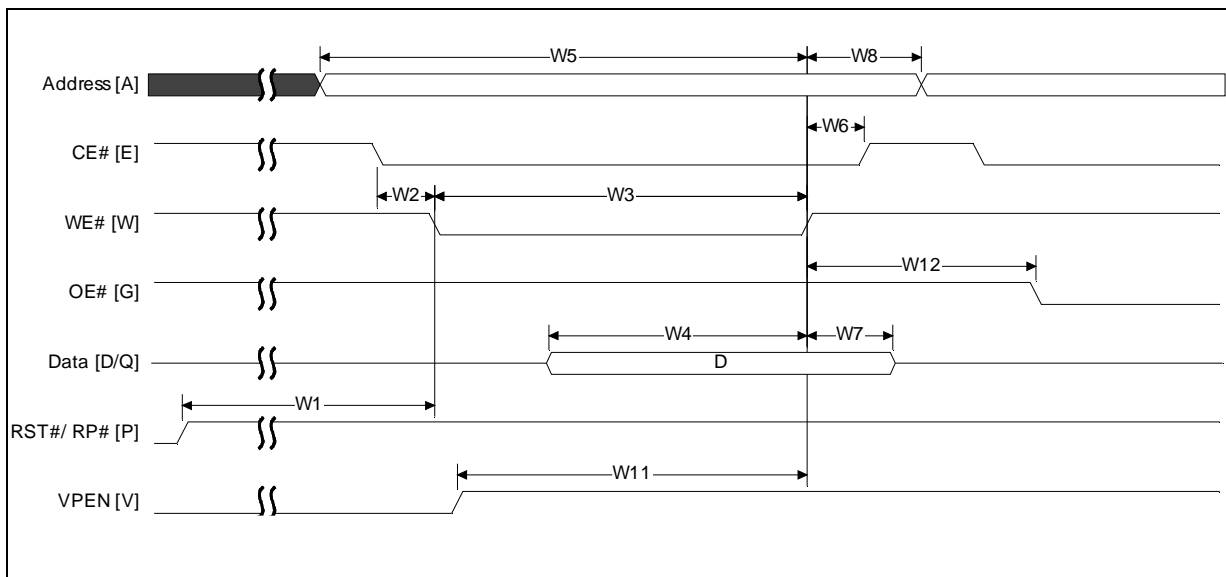 W5
W8
Address [A]
W6
CE# [E]
W2
W3
WE# [W]
W12
OE# [G]
W4
W7
Data [D/Q]
D
W1
RST#/ RP# [P]
W11
VPEN [V]